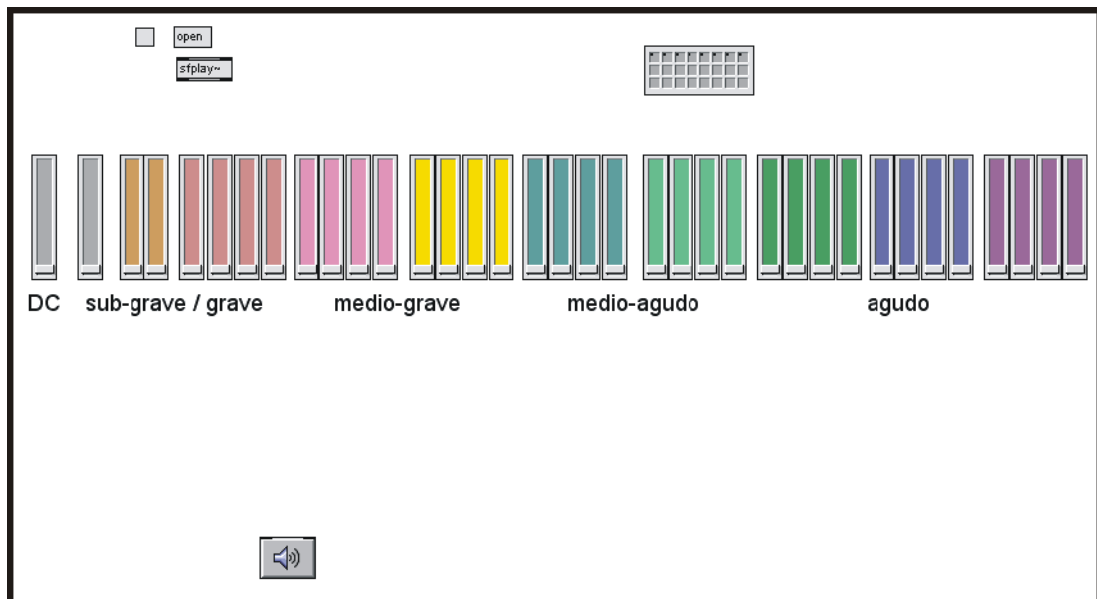 open
sfplay~
DC
sub-grave / grave
medio-grave
medio-agudo
agudo